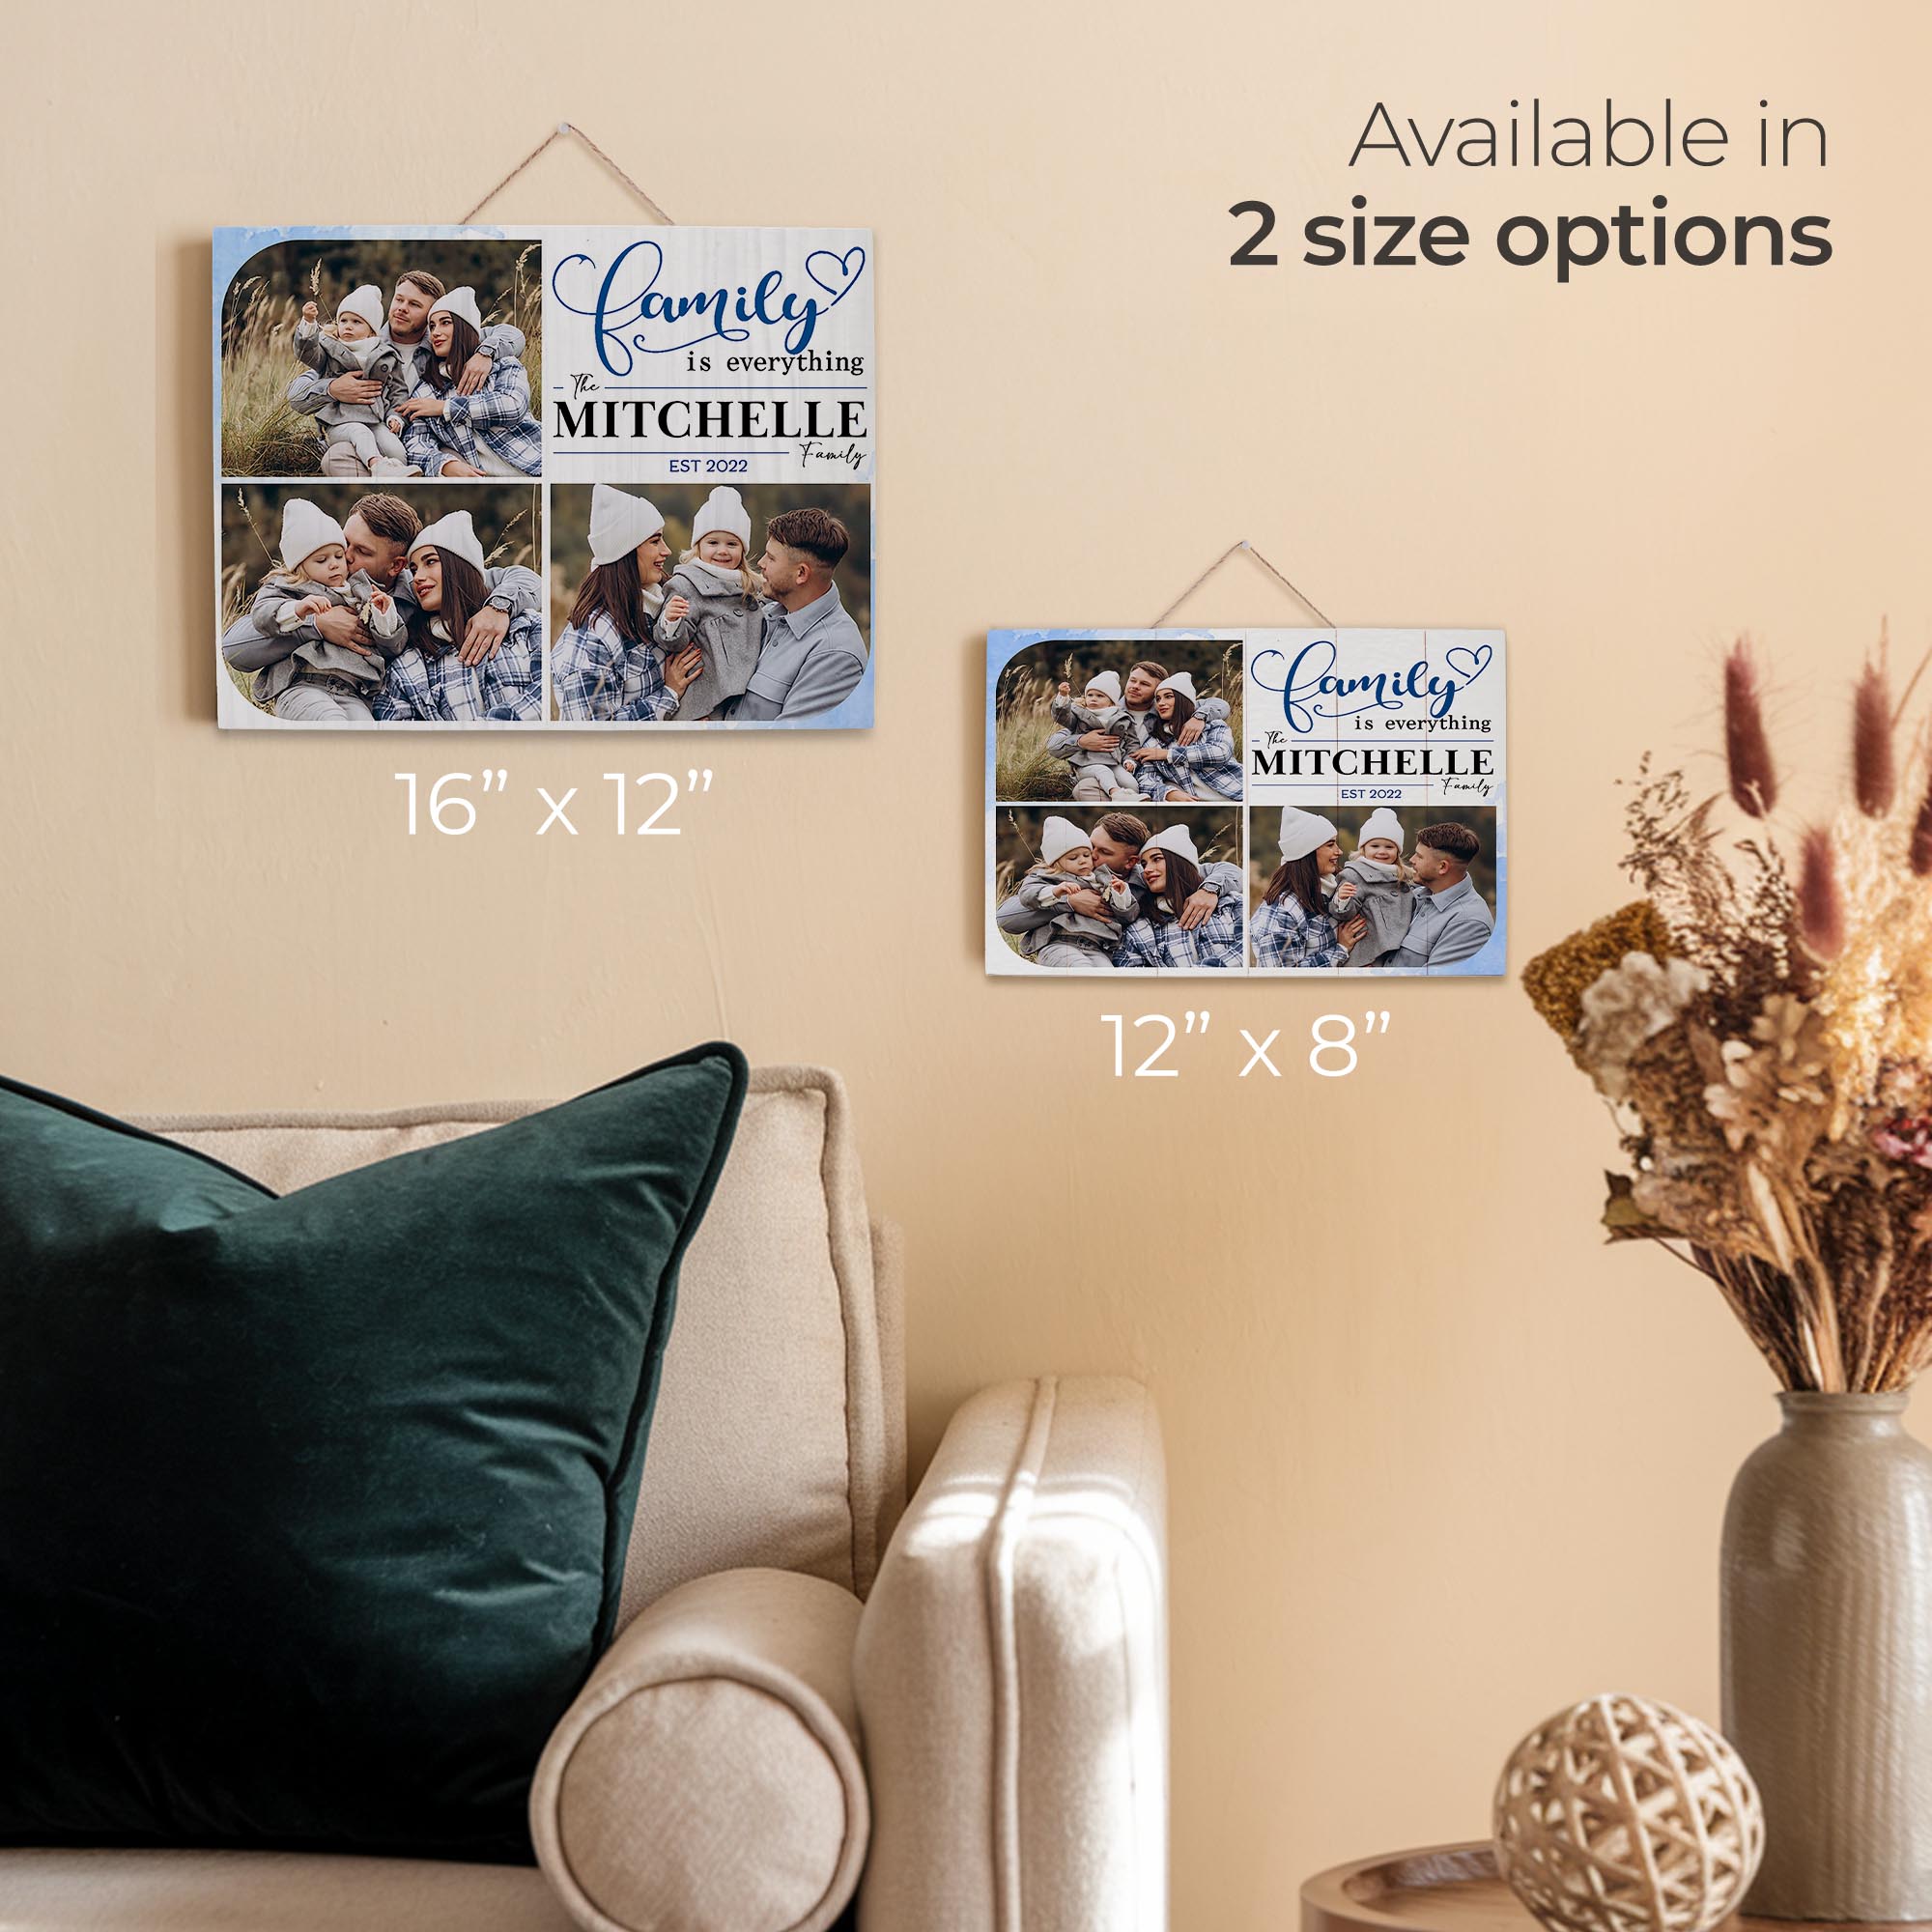 Available in
2 size options
family
is everything
The
MITCHELLE
Family
EST 2022
16” x 12”
family
is everything
The
MITCHELLE
Family
EST 2022
12” x 8”